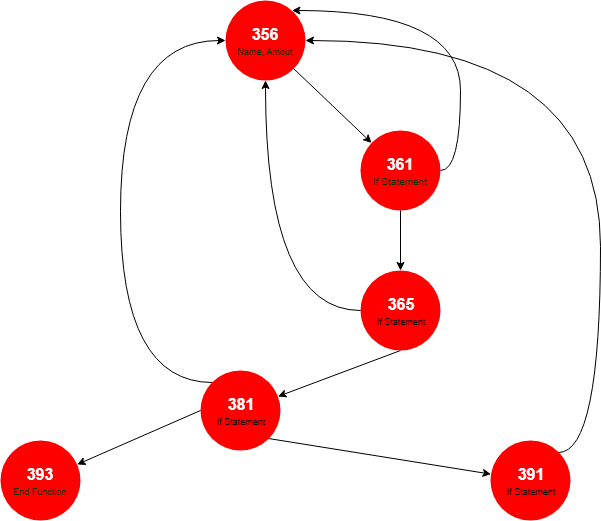 356
Name, Amout
361
If Statement
365
If Statement
381
If Statement
393
End Function
391
If Statement